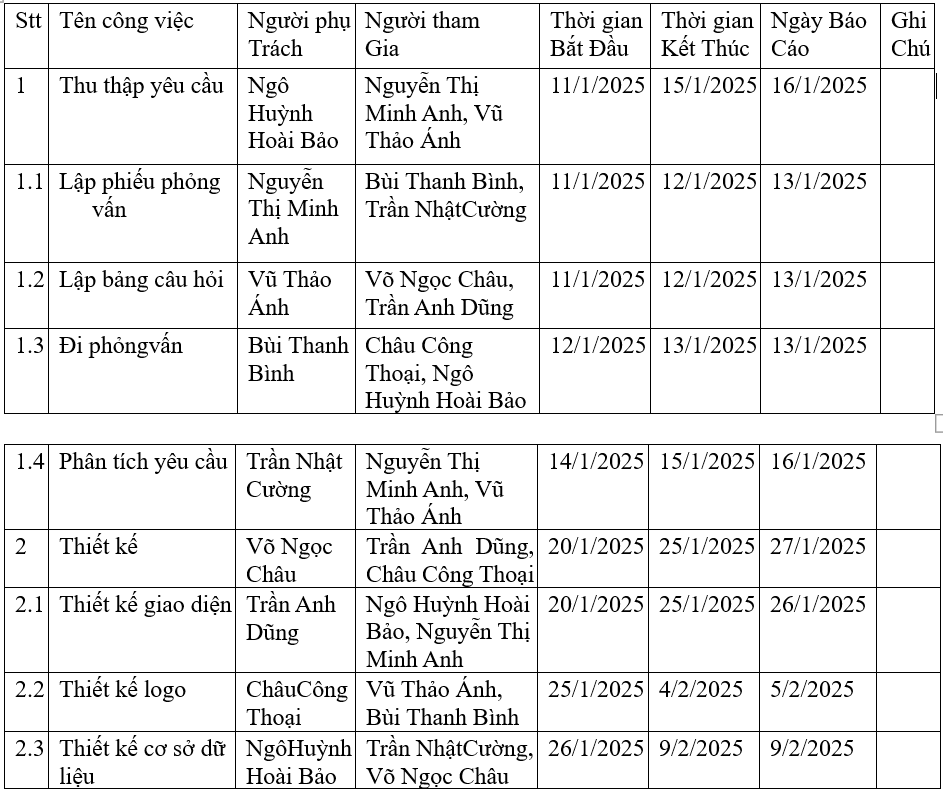 Stt Tên công việc Người phụ Trách Người tham Gia Thời gian Bắt Đầu Thời gian Kết Thúc Ngày Báo Cáo Ghi Chú
1 Thu thập yêu cầu Ngô Huỳnh Hoài Bảo Nguyễn Thị Minh Anh, Vũ Thảo Ánh 11/1/2025 15/1/2025 16/1/2025
1.1 Lập phiếu phỏng vấn Nguyễn Thị Minh Anh Bùi Thanh Bình, Trần NhậtCường 11/1/2025 12/1/2025 13/1/2025
1.2 Lập bảng câu hỏi Vũ Thảo Ánh Võ Ngọc Châu, Trần Anh Dũng 11/1/2025 12/1/2025 13/1/2025
1.3 Đi phỏngvấn Bùi Thanh Bình Châu Công Thoại, Ngô Huỳnh Hoài Bảo 12/1/2025 13/1/2025 13/1/2025
1.4 Phân tích yêu cầu Trần Nhật Cường Nguyễn Thị Minh Anh, Vũ Thảo Ánh 14/1/2025 15/1/2025 16/1/2025
2 Thiết kế Võ Ngọc Châu Trần Anh Dũng, Châu Công Thoại 20/1/2025 25/1/2025 27/1/2025
2.1 Thiết kế giao diện Trần Anh Dũng Ngô Huỳnh Hoài Bảo, Nguyễn Thị Minh Anh 20/1/2025 25/1/2025 26/1/2025
2.2 Thiết kế logo ChâuCông Thoại Vũ Thảo Ánh, Bùi Thanh Bình 25/1/2025 4/2/2025 5/2/2025
2.3 Thiết kế cơ sở dữ liệu NgôHuỳnh Hoài Bảo Trần NhậtCường, Võ Ngọc Châu 26/1/2025 9/2/2025 9/2/2025